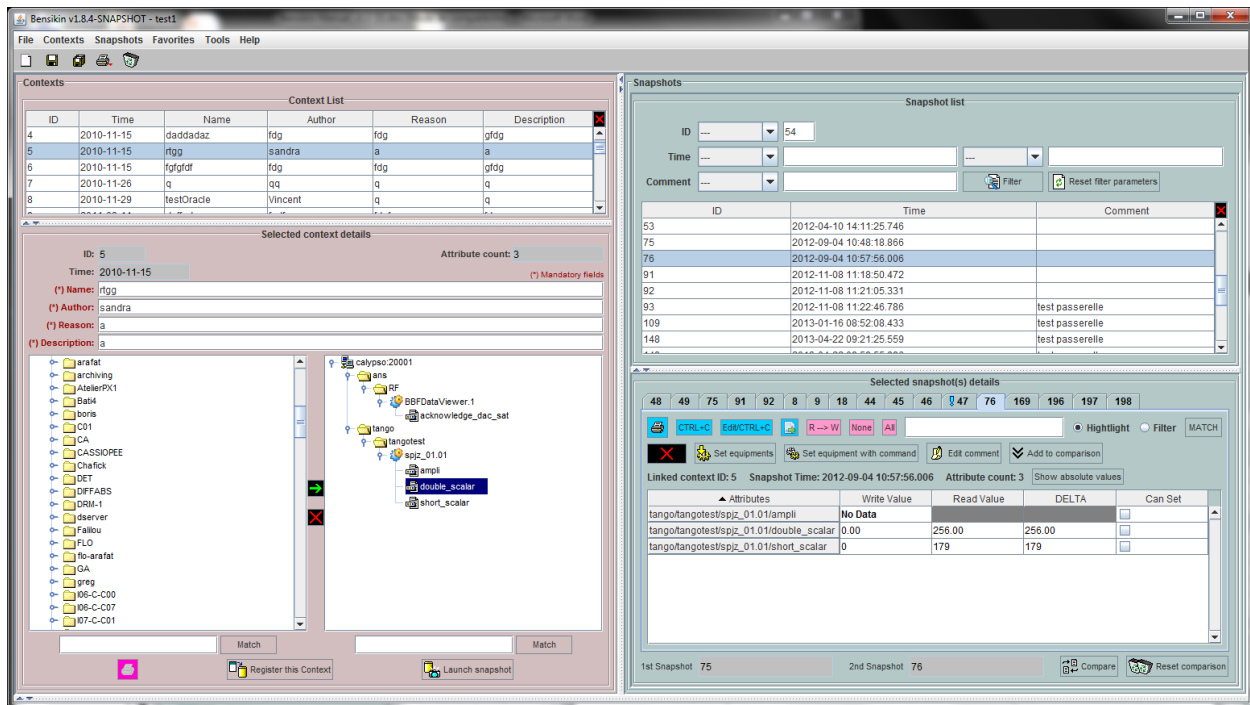 Bensikin v1.8.4-SNAPSHOT - test1
File Contexts Snapshots Favorites Tools Help
Contexts
Context List
ID Time Name Author Reason Description
4 2010-11-15 daddadaz fdg fdg gfdg
5 2010-11-15 rtgg sandra a a
6 2010-11-15 fgfgfdf fdg fdg gfdg
7 2010-11-26 q qq q q
8 2010-11-29 testOracle Vincent q q
Selected context details
ID: 5 Attribute count: 3
Time: 2010-11-15 (*) Mandatory fields
(*) Name: rtgg
(*) Author: sandra
(*) Reason: a
(*) Description: a
arafat
archiving
AtelierPX1
Bati4
boris
C01
CA
CASSIOPEE
Chafick
DET
DIFFABS
DRM-1
dserver
Falilou
FLO
flo-arafat
GA
greg
I06-C-C00
I06-C-C07
I07-C-C01
calypso:20001
ans
RF
BBFDataViewer.1
acknowledge_dac_sat
tango
tangotest
spjz_01.01
ampli
double_scalar
short_scalar
Match Match
Register this Context Launch snapshot
Snapshots
Snapshot list
ID --- 54
Time --- ---
Comment --- Filter Reset filter parameters
ID Time Comment
53 2012-04-10 14:11:25.746
75 2012-09-04 10:48:18.866
76 2012-09-04 10:57:56.006
91 2012-11-08 11:18:50.472
92 2012-11-08 11:21:05.331
93 2012-11-08 11:22:46.786 test passerelle
109 2013-01-16 08:52:08.433 test passerelle
148 2013-04-22 09:21:25.559 test passerelle
Selected snapshot(s) details
48 49 75 91 92 8 9 18 44 45 46 47 76 169 196 197 198
CTRL+C Edit/CTRL+C R --> W None All Hightlight Filter MATCH
Set equipments Set equipment with command Edit comment Add to comparison
Linked context ID: 5 Snapshot Time: 2012-09-04 10:57:56.006 Attribute count: 3 Show absolute values
Attributes Write Value Read Value DELTA Can Set
tango/tangotest/spjz_01.01/ampli No Data
tango/tangotest/spjz_01.01/double_scalar 0.00 256.00 256.00
tango/tangotest/spjz_01.01/short_scalar 0 179 179
1st Snapshot 75 2nd Snapshot 76 Compare Reset comparison